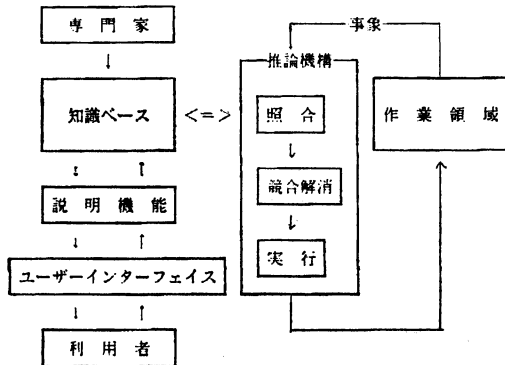 専門家
事象
推論機構
知識ベース
<=>
照合
作業領域
競合解消
説明機能
実行
ユーザーインターフェイス
利用者